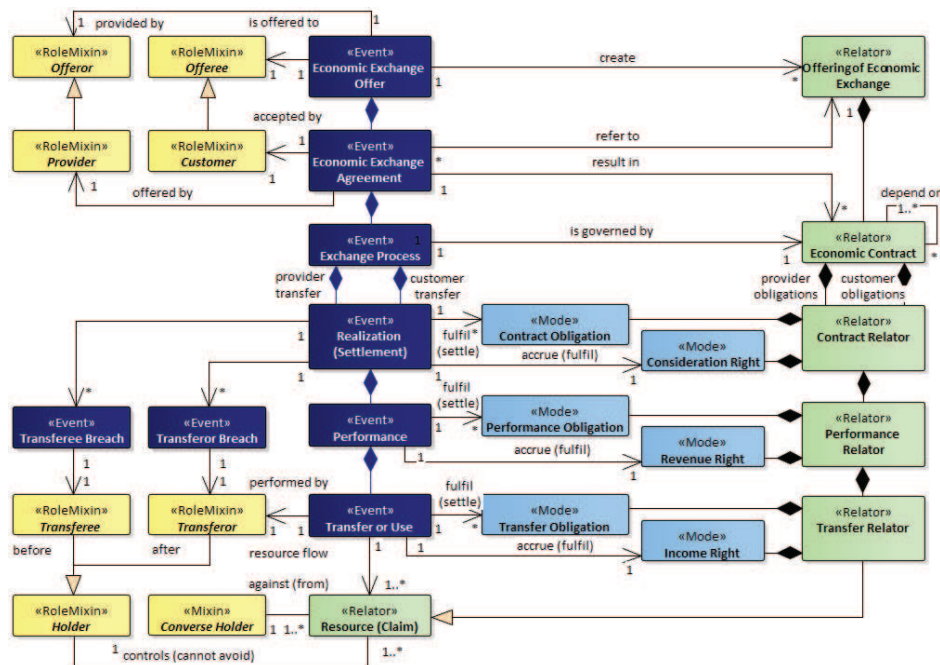 1 provided by
is offered to 1
«RoleMixin»
Offeror
«RoleMixin»
Offeree
1 1
«Event»
Economic Exchange
Offer
1
create
*
«Relator»
Offering of Economic
Exchange
1
accepted by
«RoleMixin»
Provider
1
«RoleMixin»
Customer
1
1
offered by
«Event»
Economic Exchange
Agreement
*
1
refer to
result in
*
depend on
1..*
*
«Event»
Exchange Process
1
1
is governed by
1
«Relator»
Economic Contract
provider
transfer
customer
transfer
provider
obligations
customer
obligations
«Event»
Realization
(Settlement)
1
1
1
1
fulfil
(settle)
*
«Mode»
Contract Obligation
accrue (fulfil)
1
«Mode»
Consideration Right
«Relator»
Contract Relator
*
*
«Event»
Transferee Breach
1
1
«Event»
Transferor Breach
1
1
«Event»
Performance
1
fulfil
(settle)
*
«Mode»
Performance Obligation
1
accrue (fulfil)
1
«Mode»
Revenue Right
«Relator»
Performance
Relator
«RoleMixin»
Transferee
«RoleMixin»
Transferor
performed by
1 1
«Event»
Transfer or Use
1
1
fulfil
(settle)
*
«Mode»
Transfer Obligation
accrue (fulfil)
1
«Mode»
Income Right
«Relator»
Transfer Relator
before
after
resource flow
1
1..*
against (from)
«RoleMixin»
Holder
«Mixin»
Converse Holder
1 1..*
«Relator»
Resource (Claim)
1 controls (cannot avoid)
1..*